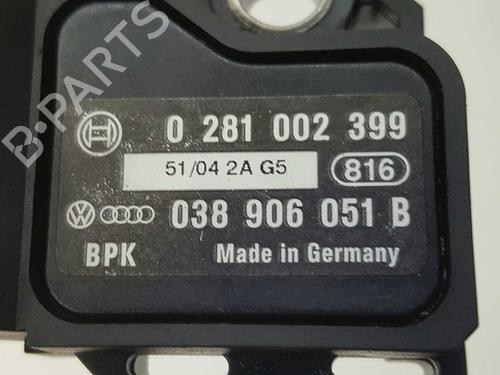 B-PARTS
0 281 002 399
51/04 2A G5
816
038 906 051 B
BPK Made in Germany